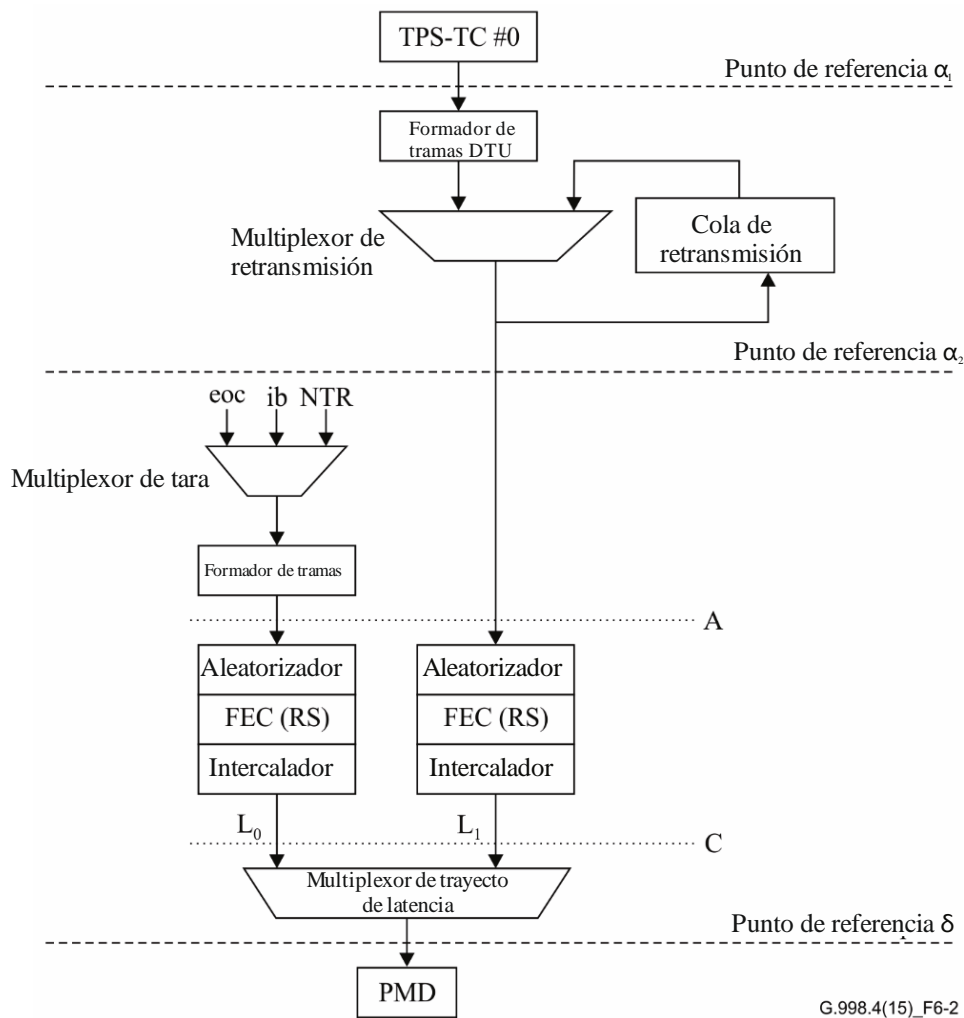 TPS-TC #0
Punto de referencia α₁
Formador de
tramas DTU
Multiplexor de
retransmisión
Cola de
retransmisión
Punto de referencia α₂
eoc ib NTR
Multiplexor de tara
Formador de tramas
A
Aleatorizador
FEC (RS)
Intercalador
Aleatorizador
FEC (RS)
Intercalador
L₀
L₁
C
Multiplexor de trayecto
de latencia
Punto de referencia δ
PMD
G.998.4(15)_F6-2